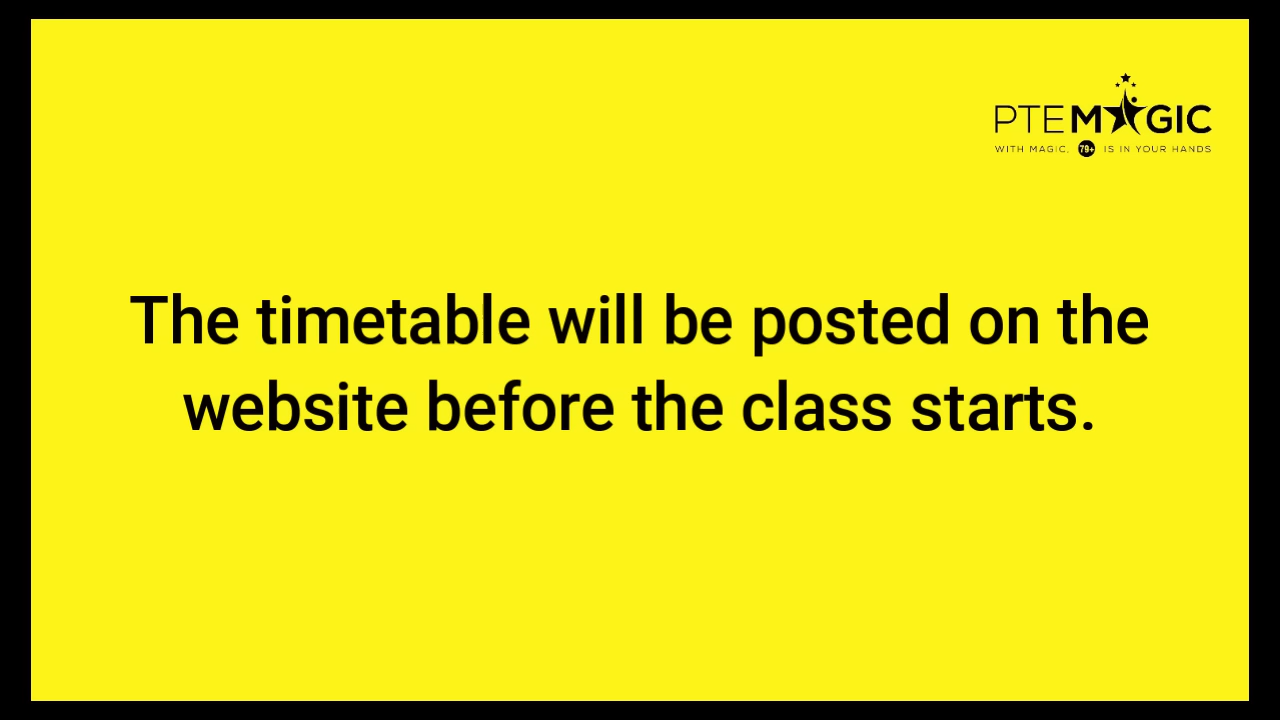 PTEMAGIC
WITH MAGIC, 79+ IS IN YOUR HANDS
The timetable will be posted on the
website before the class starts.